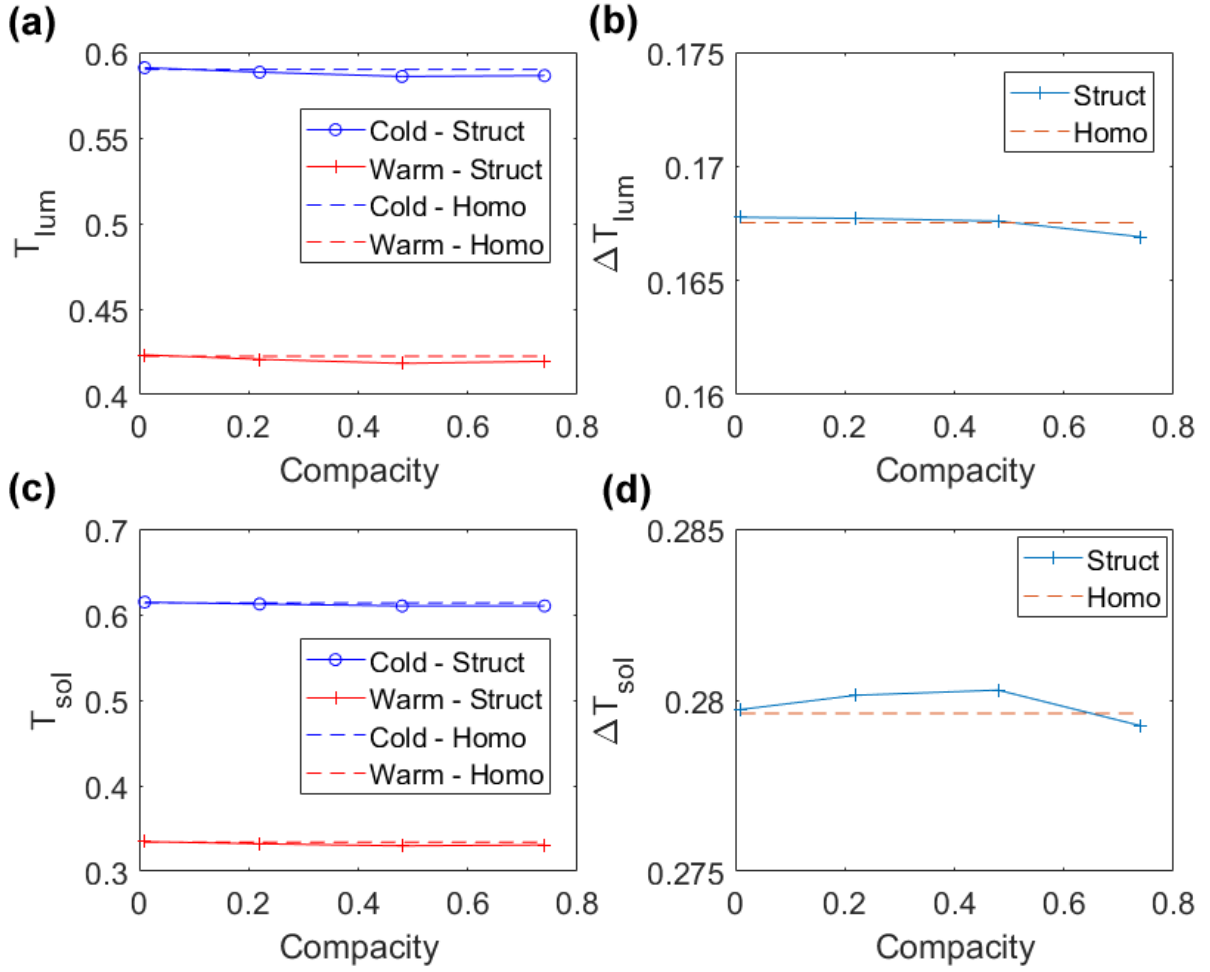 (a)
0.6
0.55
0.5
0.45
0.4
T_lum
0 0.2 0.4 0.6 0.8
Compacity
Cold - Struct
Warm - Struct
Cold - Homo
Warm - Homo
(b)
0.175
0.17
0.165
0.16
Δ T_lum
0 0.2 0.4 0.6 0.8
Compacity
Struct
Homo
(c)
0.7
0.6
0.5
0.4
0.3
T_sol
0 0.2 0.4 0.6 0.8
Compacity
Cold - Struct
Warm - Struct
Cold - Homo
Warm - Homo
(d)
0.285
0.28
0.275
Δ T_sol
0 0.2 0.4 0.6 0.8
Compacity
Struct
Homo